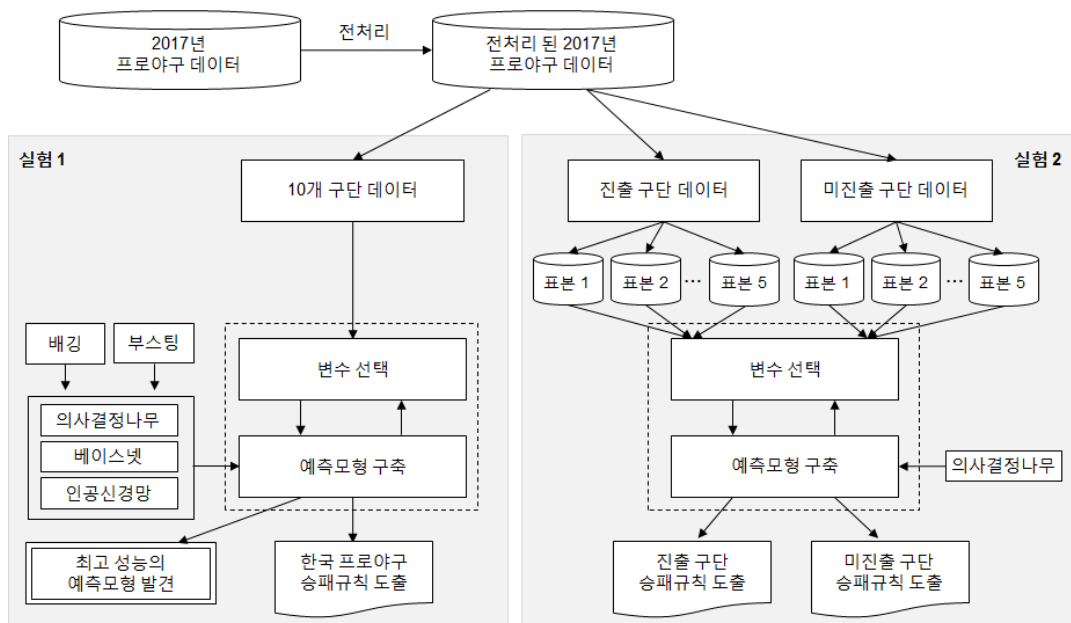 2017년
프로야구 데이터
전처리
전처리 된 2017년
프로야구 데이터
실험 1
10개 구단 데이터
배깅
부스팅
의사결정나무
베이스넷
인공신경망
변수 선택
예측모형 구축
최고 성능의
예측모형 발견
한국 프로야구
승패규칙 도출
실험 2
진출 구단 데이터
미진출 구단 데이터
표본 1
표본 2
...
표본 5
표본 1
표본 2
...
표본 5
변수 선택
예측모형 구축
의사결정나무
진출 구단
승패규칙 도출
미진출 구단
승패규칙 도출